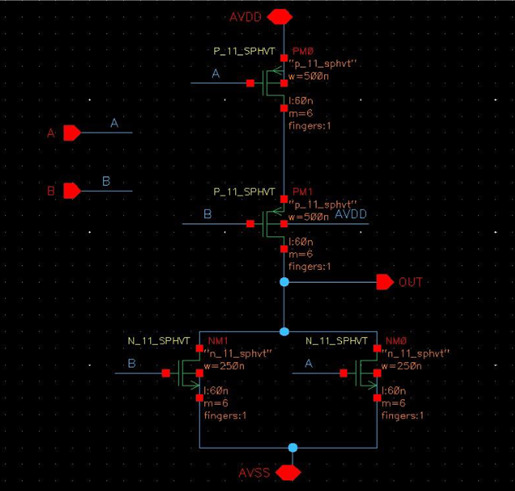 AVDD
P_11_SPHVT PM0
"p_11_sphvt"
A w=500n
l:60n
m=6
fingers:1
A A
B B
P_11_SPHVT PM1
"p_11_sphvt"
w=500n
B AVDD
l:60n
m=6
fingers:1
OUT
N_11_SPHVT NM1
"n_11_sphvt"
B w=250n
l:60n
m=6
fingers:1
N_11_SPHVT NM0
"n_11_sphvt"
A w=250n
l:60n
m=6
fingers:1
AVSS